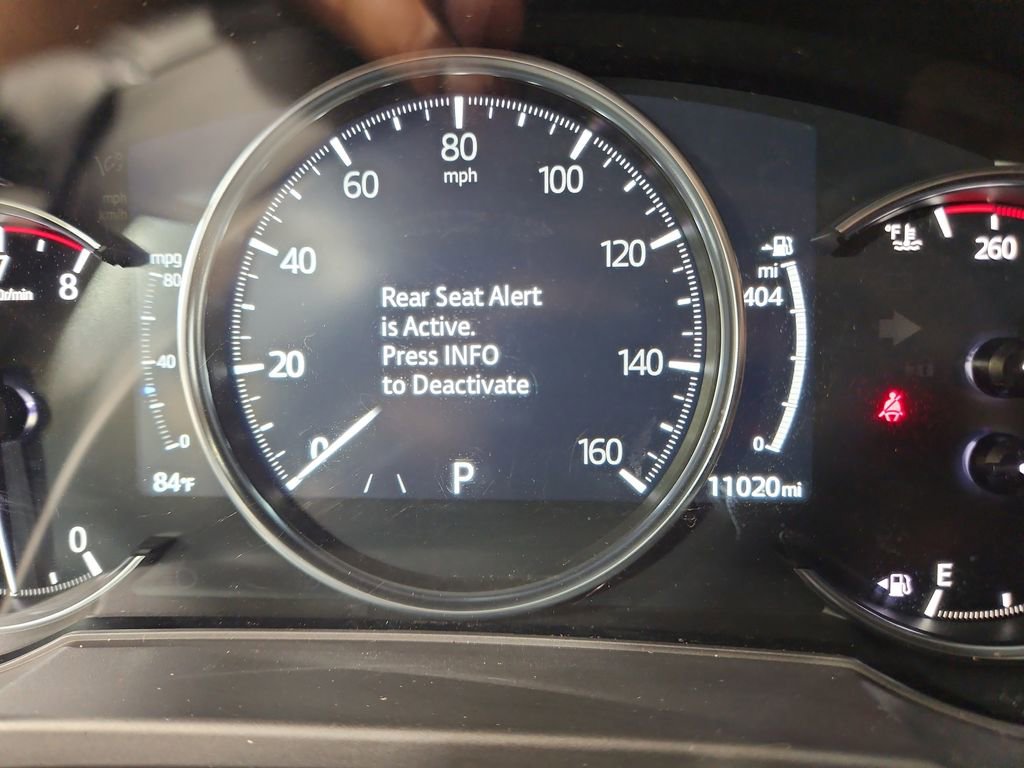 80
mph
60
100
mpg
80
40
120
mi
404
260
8
Rear Seat Alert
is Active.
Press INFO
to Deactivate
40
20
140
0
160
0
0
84°F
P
11020mi
0
E